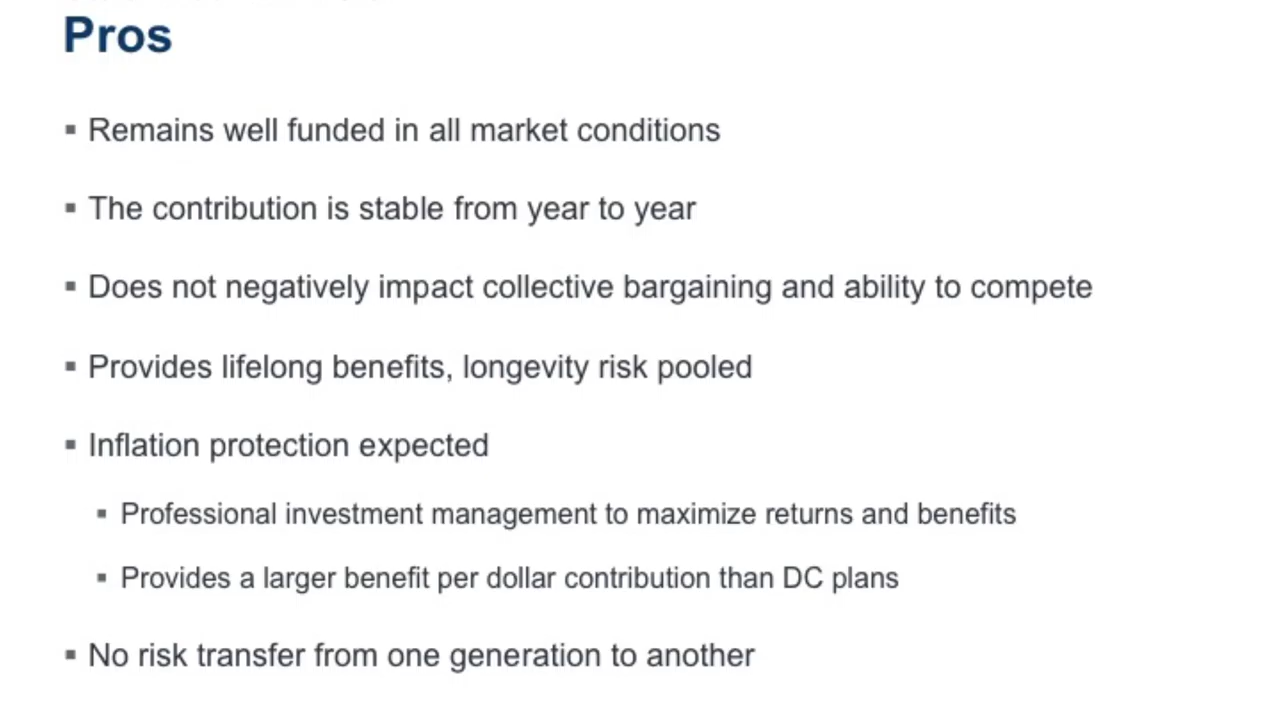 Pros
▪ Remains well funded in all market conditions
▪ The contribution is stable from year to year
▪ Does not negatively impact collective bargaining and ability to compete
▪ Provides lifelong benefits, longevity risk pooled
▪ Inflation protection expected
▪ Professional investment management to maximize returns and benefits
▪ Provides a larger benefit per dollar contribution than DC plans
▪ No risk transfer from one generation to another